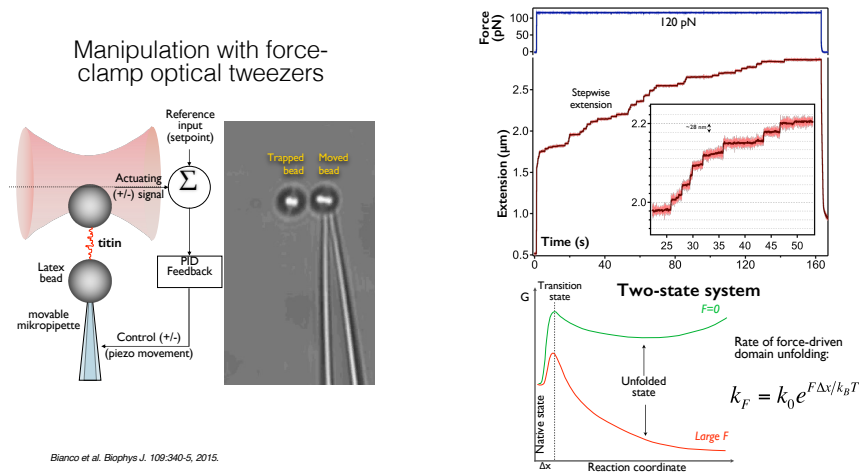 Manipulation with force-
clamp optical tweezers
Reference
input
(setpoint)
Actuating
(+/-) signal
Σ
titin
Latex
bead
movable
mikropipette
PID
Feedback
Control (+/-)
(piezo movement)
Trapped
bead
Moved
bead
Bianco et al. Biophys J. 109:340-5, 2015.
Force
(pN)
100
0
120 pN
Extension (µm)
2.5
2.0
1.5
1.0
0.5
Stepwise
extension
2.2
2.0
~28 nm
25 30 35 40 45 50
Time (s)
0 40 80 120 160
Two-state system
G
Transition
state
F=0
Unfolded
state
Native state
Large F
Δx
Reaction coordinate
Rate of force-driven
domain unfolding:
k_F = k_0 e^{FΔx/k_BT}